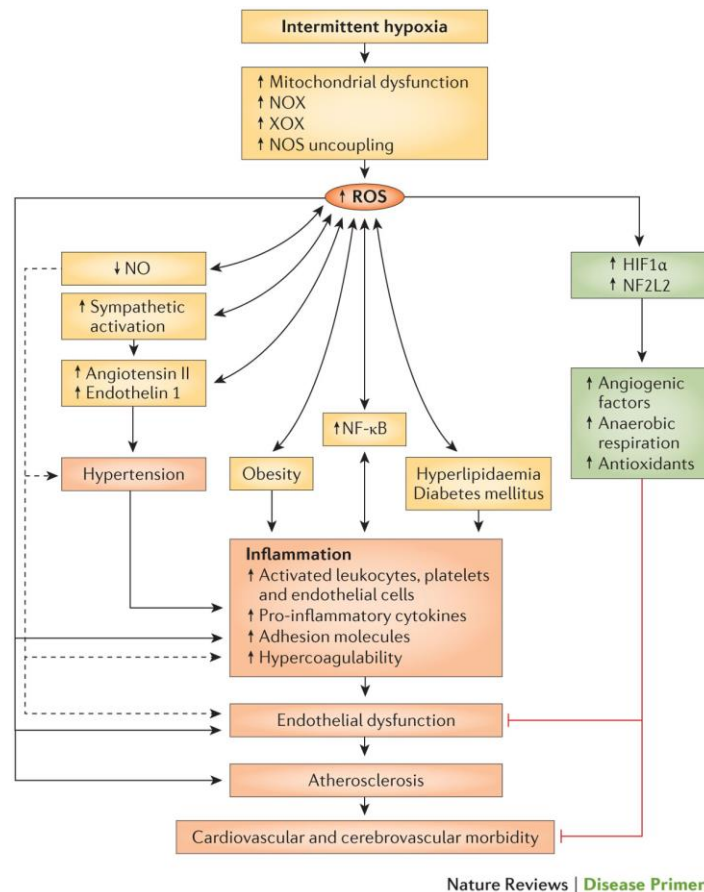 Intermittent hypoxia
↑ Mitochondrial dysfunction
↑ NOX
↑ XOX
↑ NOS uncoupling
↑ ROS
↓ NO
↑ HIF1α
↑ NF2L2
↑ Sympathetic
activation
↑ Angiotensin II
↑ Endothelin 1
↑ Angiogenic
factors
↑ Anaerobic
respiration
↑ Antioxidants
↑NF-κB
Hypertension
Obesity
Hyperlipidaemia
Diabetes mellitus
Inflammation
↑ Activated leukocytes, platelets
and endothelial cells
↑ Pro-inflammatory cytokines
↑ Adhesion molecules
↑ Hypercoagulability
Endothelial dysfunction
Atherosclerosis
Cardiovascular and cerebrovascular morbidity
Nature Reviews | Disease Primer